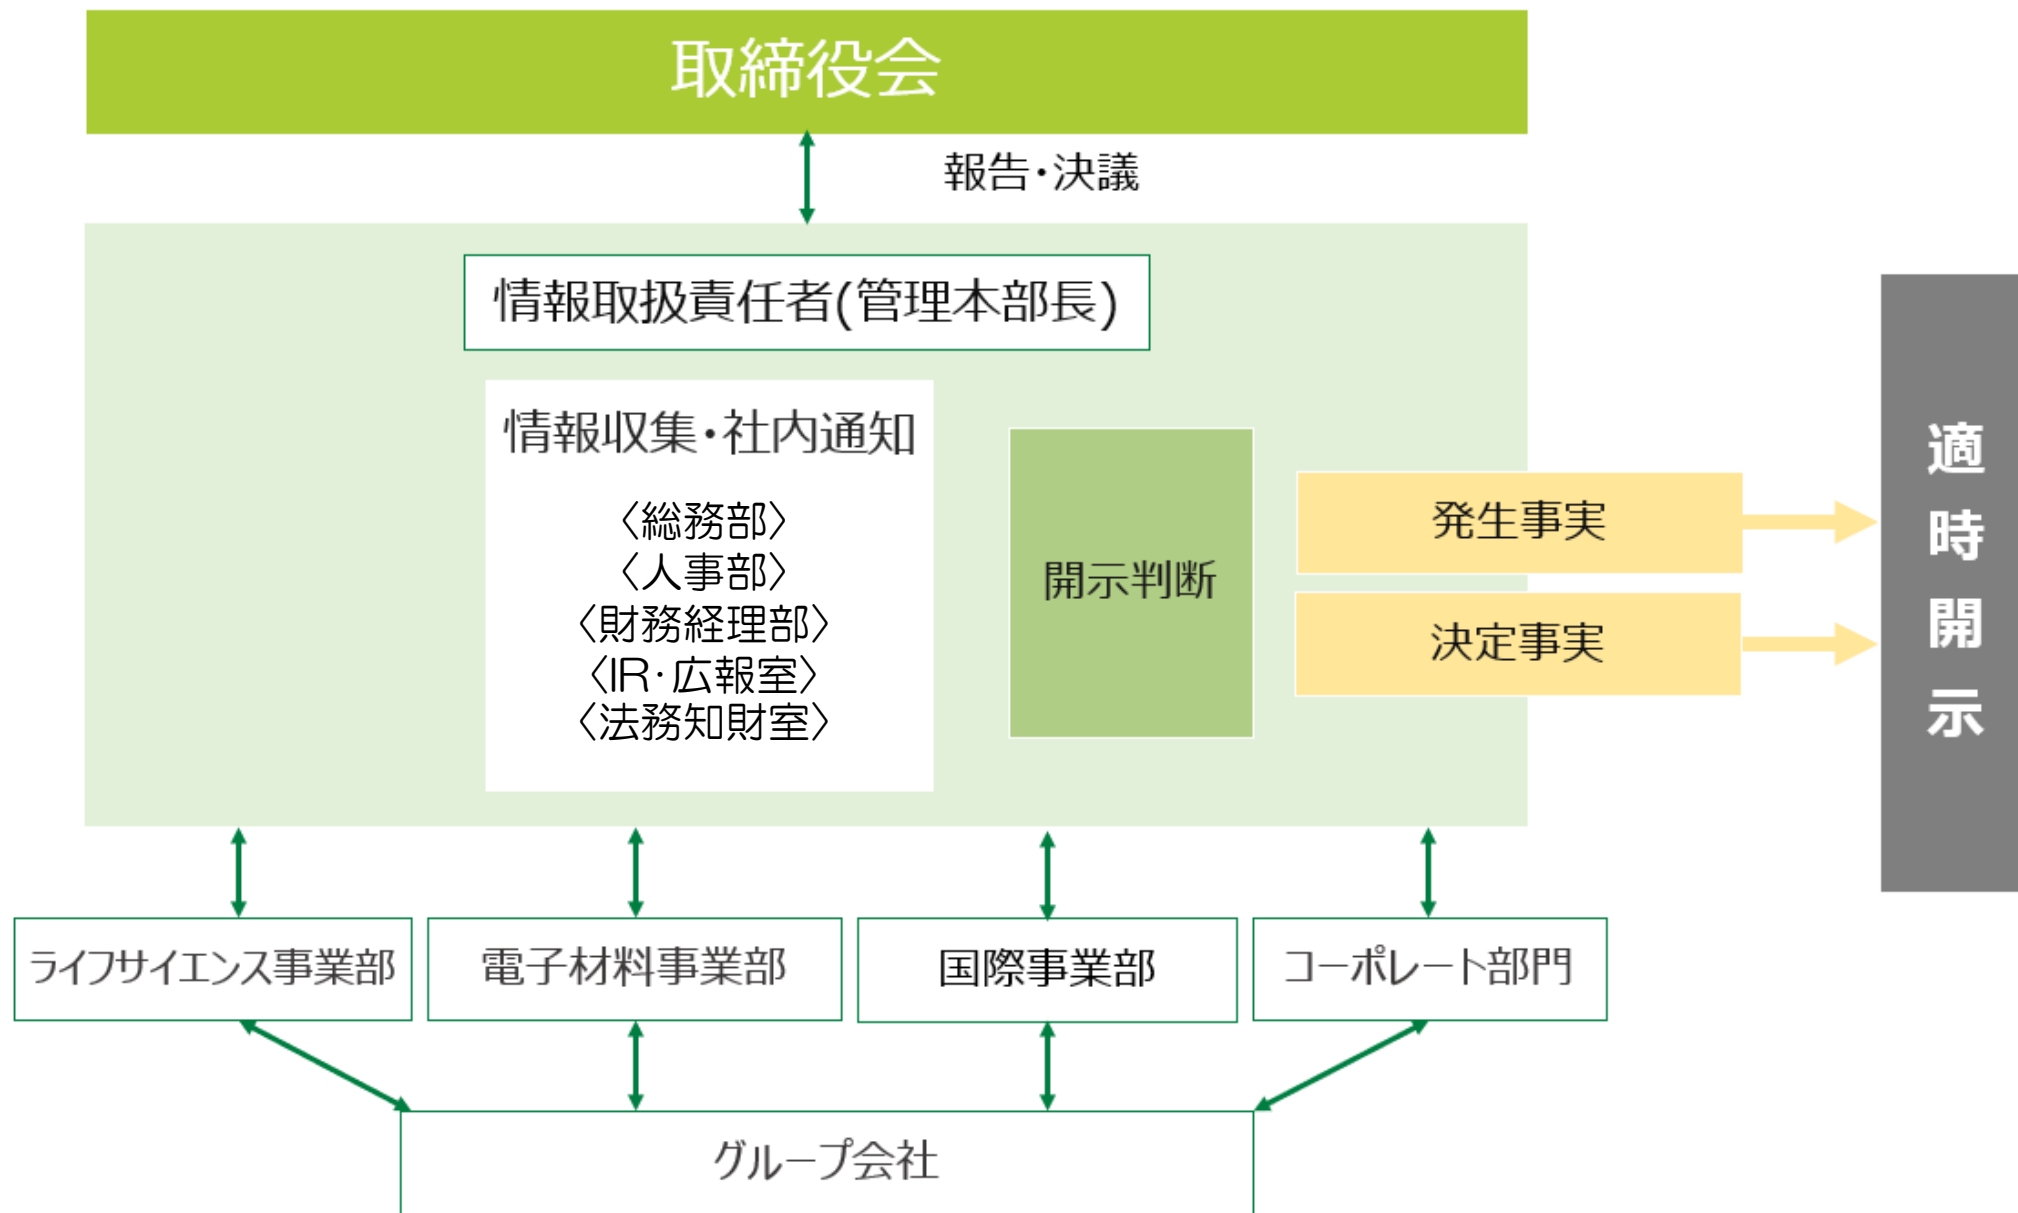 取締役会
報告・決議
情報取扱責任者(管理本部長)
情報収集・社内通知
〈総務部〉
〈人事部〉
〈財務経理部〉
〈IR・広報室〉
〈法務知財室〉
開示判断
発生事実
決定事実
適時開示
ライフサイエンス事業部
電子材料事業部
国際事業部
コーポレート部門
グループ会社